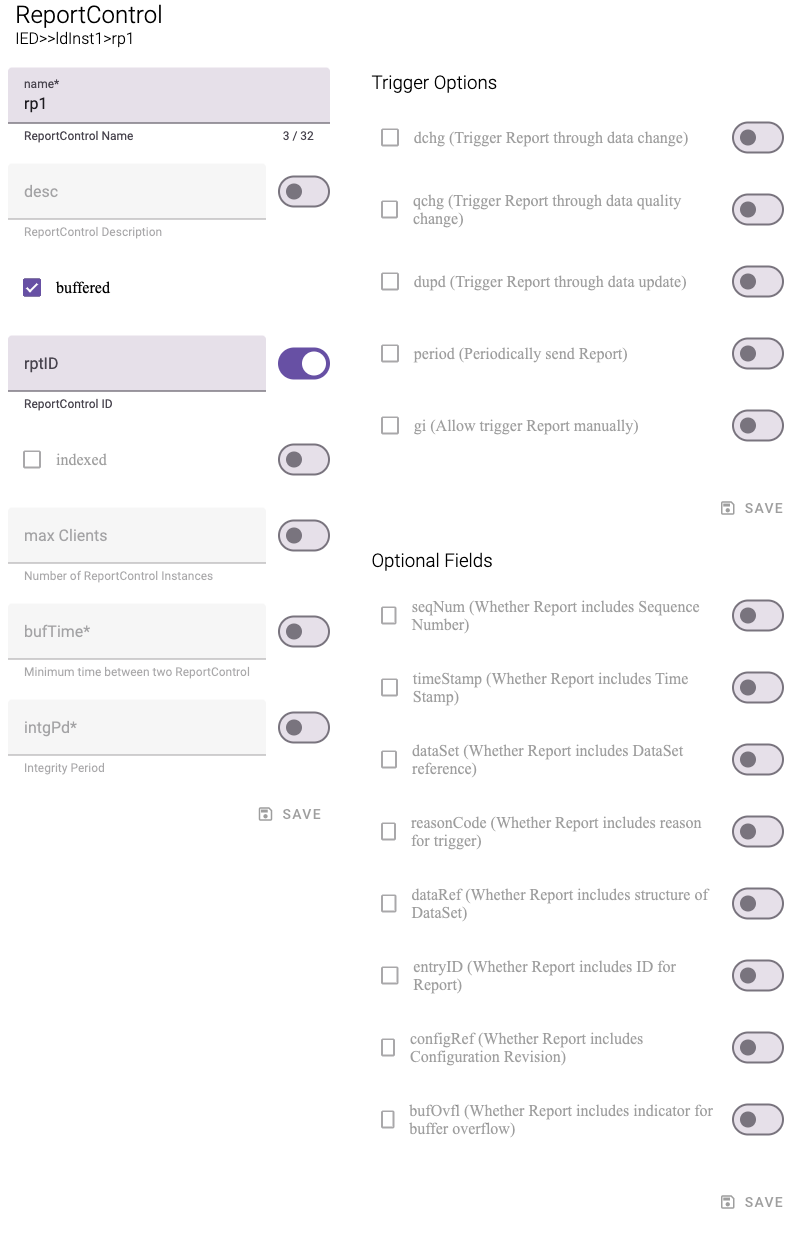 ReportControl
IED>>ldInst1>rp1
name*
rp1
ReportControl Name 3 / 32
desc
ReportControl Description
buffered
rptID
ReportControl ID
indexed
max Clients
Number of ReportControl Instances
bufTime*
Minimum time between two ReportControl
intgPd*
Integrity Period
SAVE
Trigger Options
dchg (Trigger Report through data change)
qchg (Trigger Report through data quality
change)
dupd (Trigger Report through data update)
period (Periodically send Report)
gi (Allow trigger Report manually)
SAVE
Optional Fields
seqNum (Whether Report includes Sequence
Number)
timeStamp (Whether Report includes Time
Stamp)
dataSet (Whether Report includes DataSet
reference)
reasonCode (Whether Report includes reason
for trigger)
dataRef (Whether Report includes structure of
DataSet)
entryID (Whether Report includes ID for
Report)
configRef (Whether Report includes
Configuration Revision)
bufOvfl (Whether Report includes indicator for
buffer overflow)
SAVE